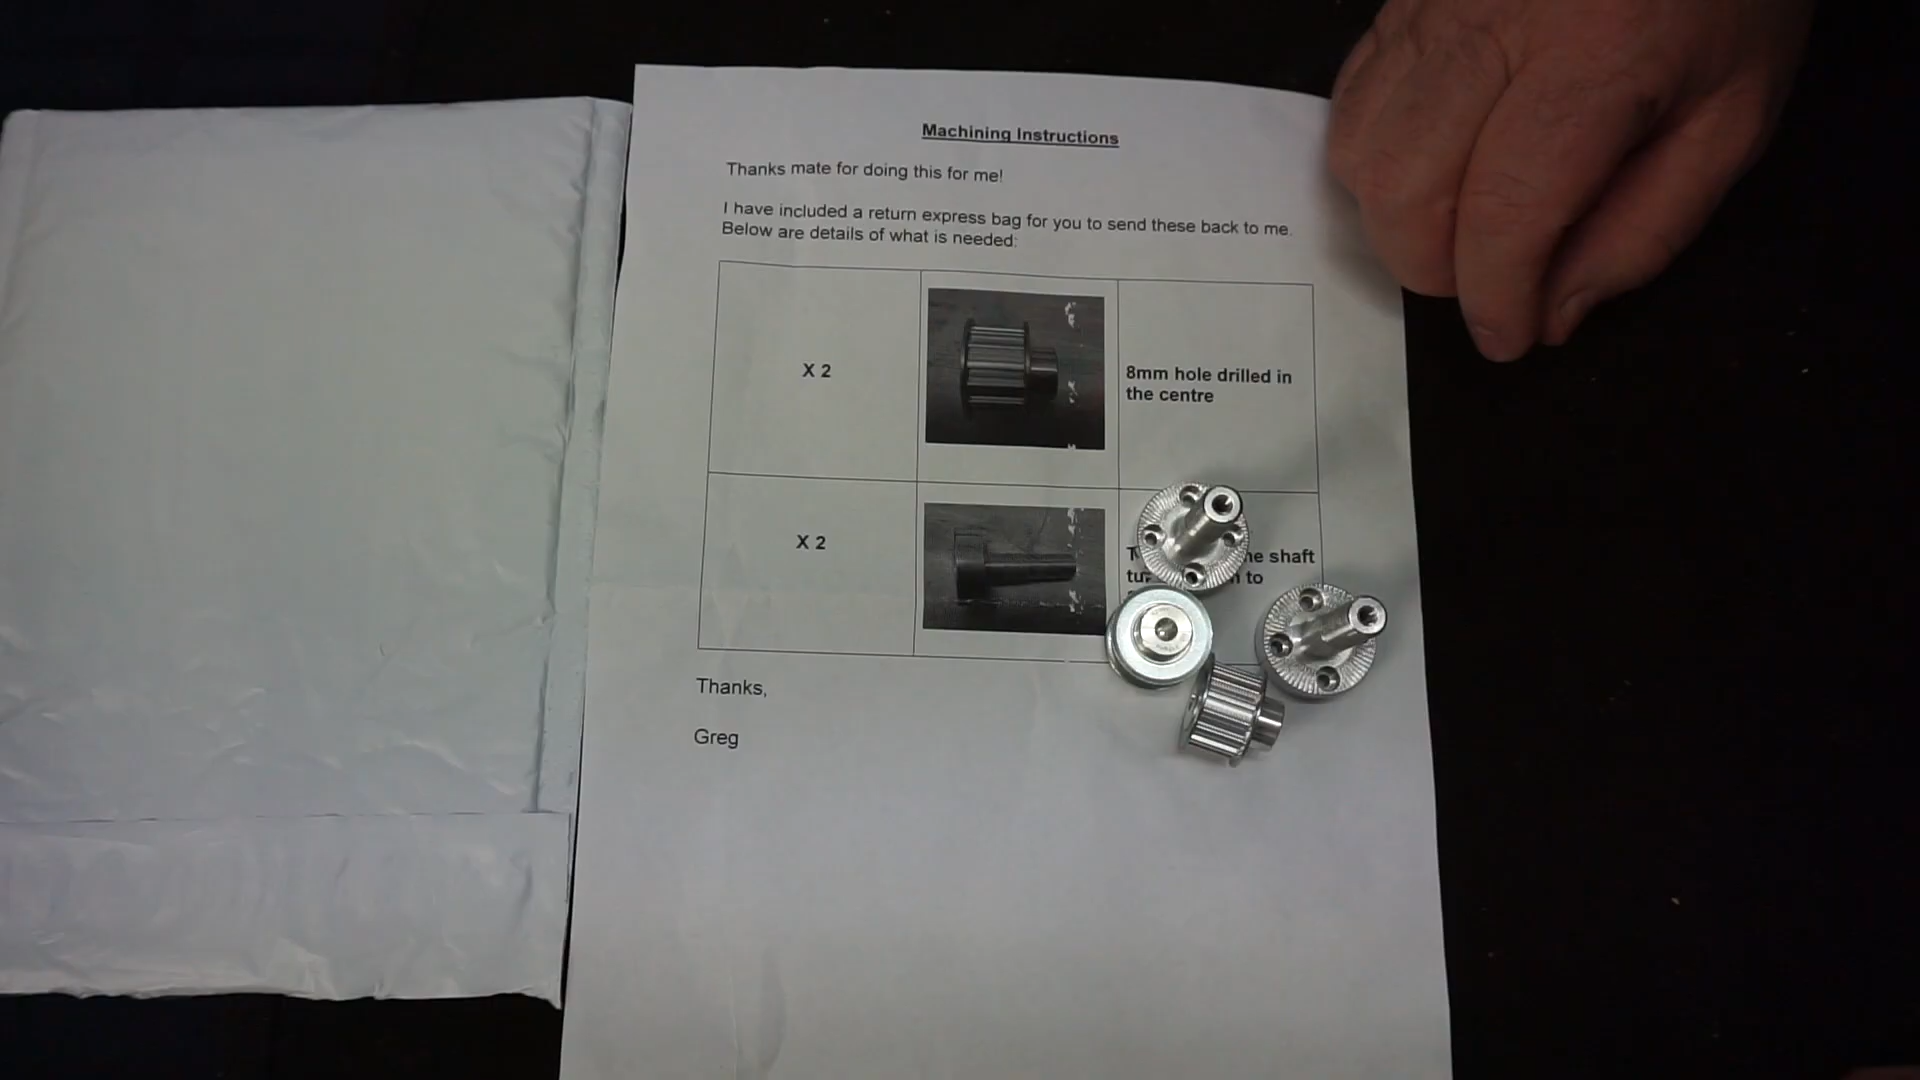 Machining Instructions
Thanks mate for doing this for me!
I have included a return express bag for you to send these back to me.
Below are details of what is needed:
X 2
8mm hole drilled in
the centre
X 2
shaft
to
Thanks,
Greg